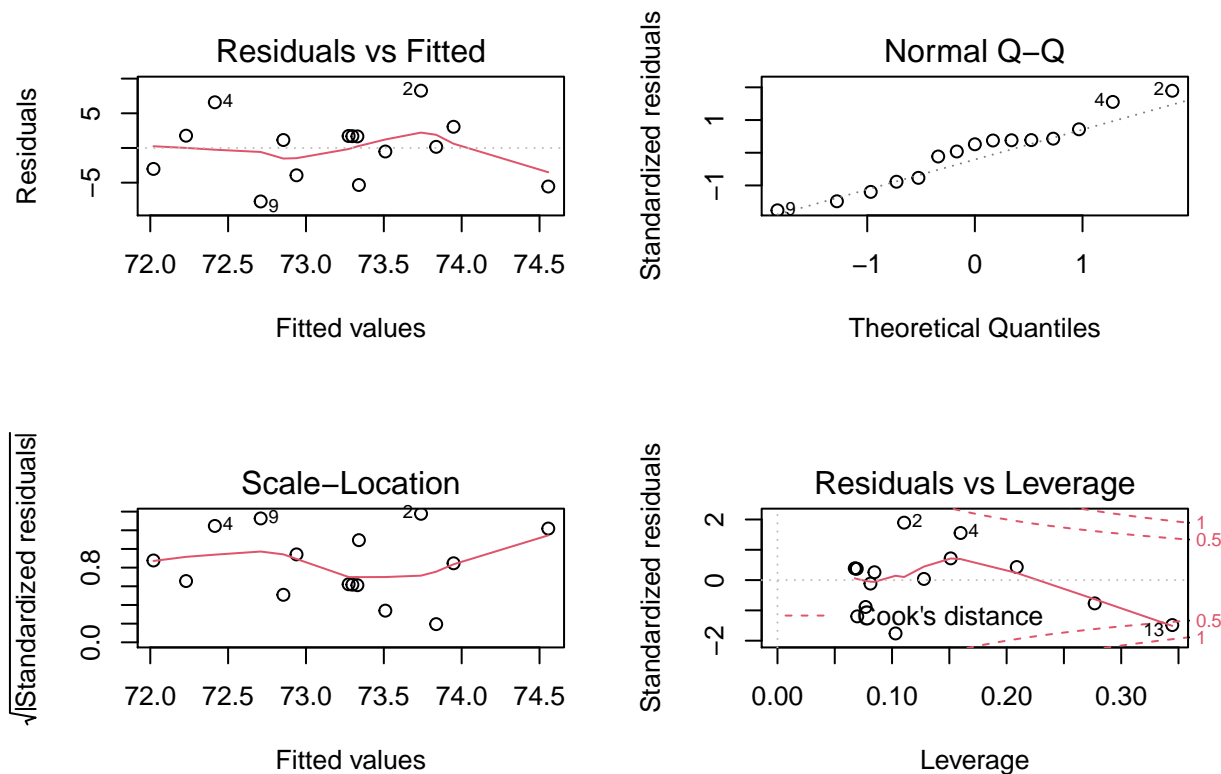 Residuals vs Fitted
Residuals
5
−5
4
2
9
72.0 72.5 73.0 73.5 74.0 74.5
Fitted values
Normal Q−Q
Standardized residuals
1
−1
9
4
2
−1 0 1
Theoretical Quantiles
Scale−Location
√|Standardized residuals|
0.8
0.0
4
9
2
72.0 72.5 73.0 73.5 74.0 74.5
Fitted values
Residuals vs Leverage
Standardized residuals
2
0
−2
2
4
13
1
0.5
0.5
1
Cook's distance
0.00 0.10 0.20 0.30
Leverage